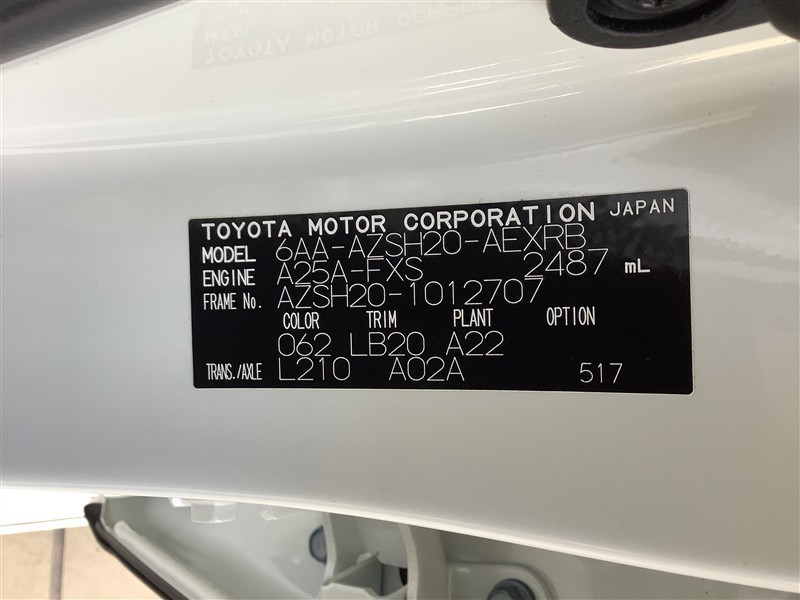 TOYOTA MOTOR CORPORATION JAPAN
MODEL 6AA-AZSH20-AEXRB
ENGINE A25A-FXS 2487 mL
FRAME No. AZSH20-1012707
COLOR TRIM PLANT OPTION
062 LB20 A22
TRANS./AXLE L210 A02A 517